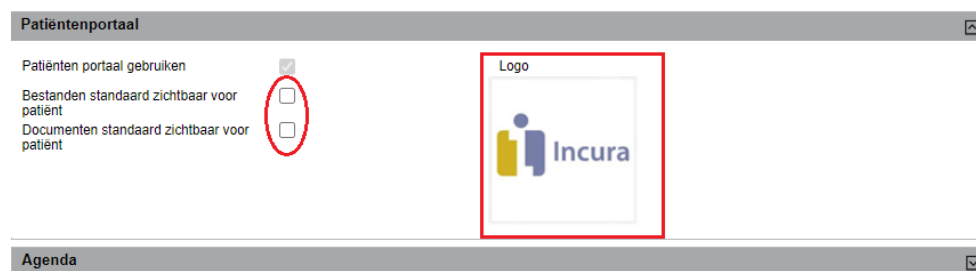 Patiëntenportaal
Patiënten portaal gebruiken
Logo
Bestanden standaard zichtbaar voor
patiënt
Documenten standaard zichtbaar voor
patiënt
Incura
Agenda